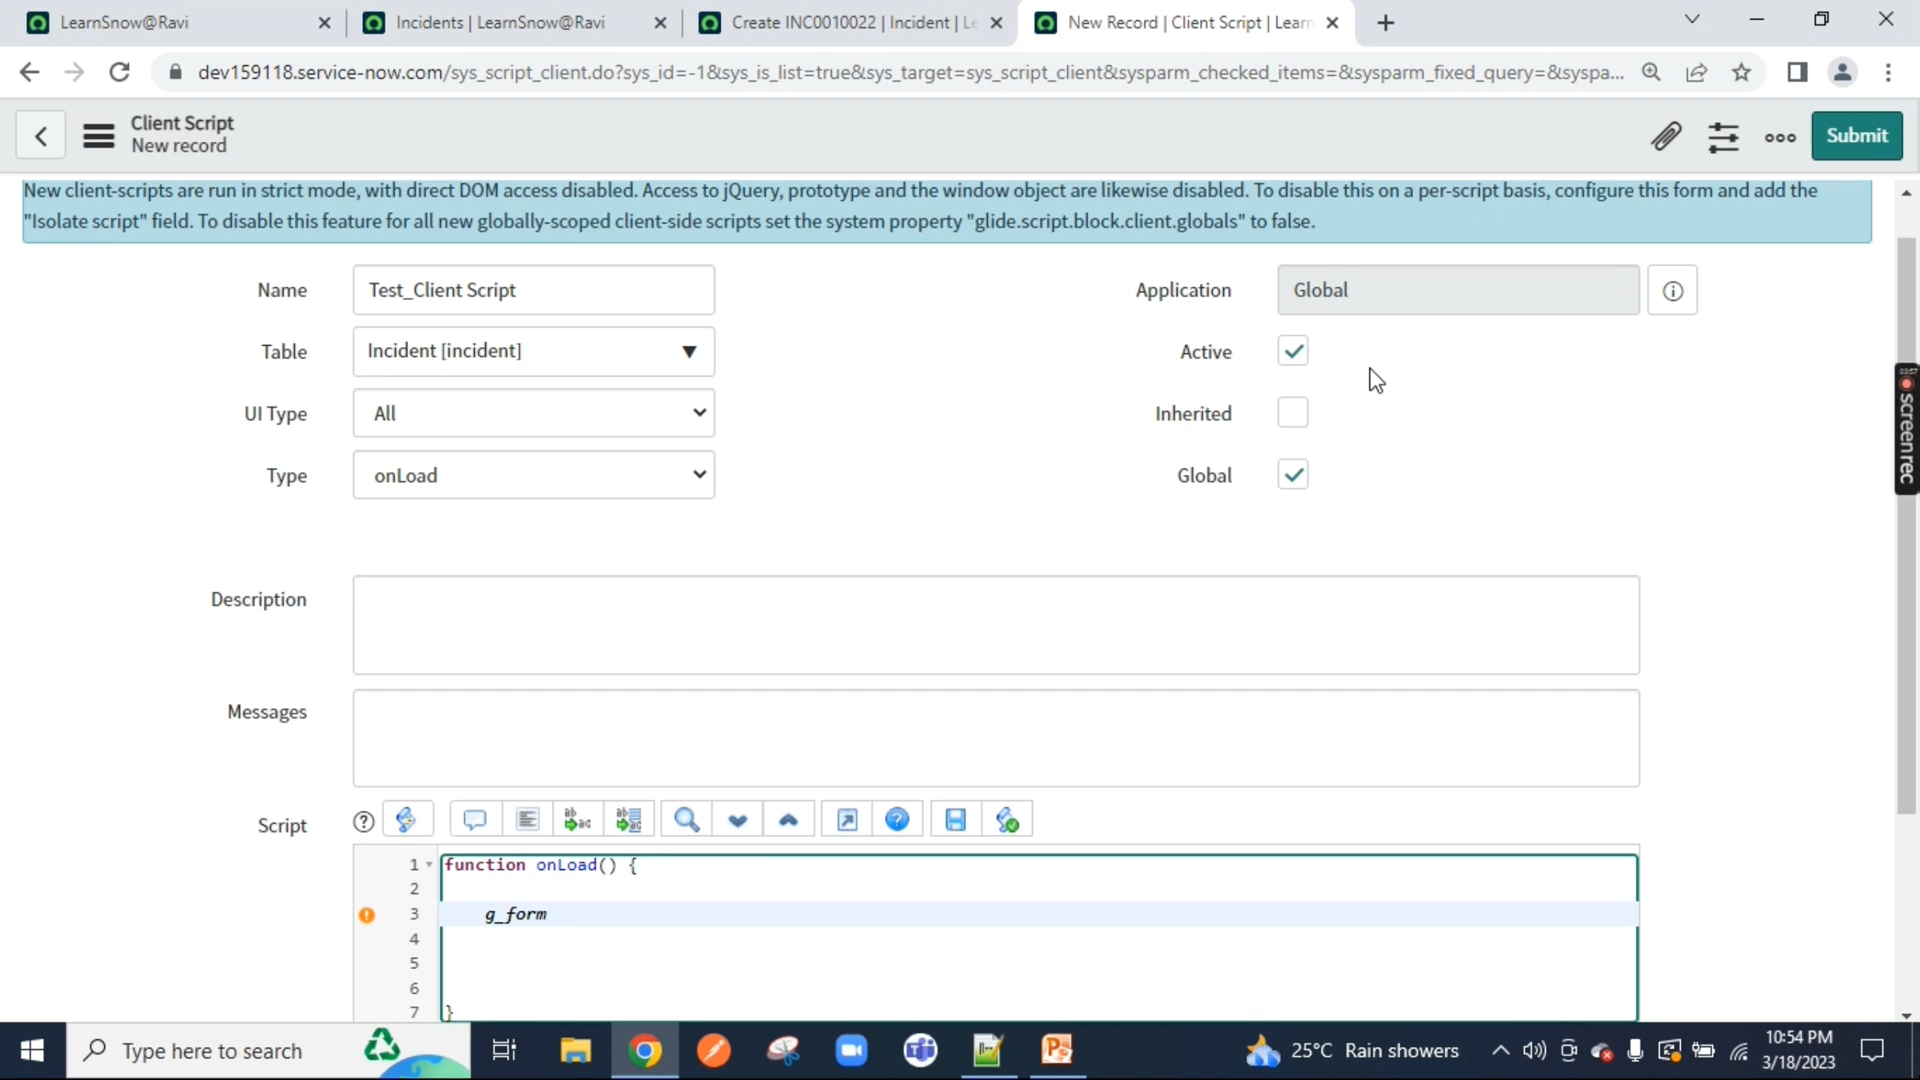 LearnSnow@Ravi
Incidents | LearnSnow@Ravi
Create INC0010022 | Incident | Le
New Record | Client Script | Learn
dev159118.service-now.com/sys_script_client.do?sys_id=-1&sys_is_list=true&sys_target=sys_script_client&sysparm_checked_items=&sysparm_fixed_query=&syspa...
Client Script
New record
Submit
New client-scripts are run in strict mode, with direct DOM access disabled. Access to jQuery, prototype and the window object are likewise disabled. To disable this on a per-script basis, configure this form and add the
"Isolate script" field. To disable this feature for all new globally-scoped client-side scripts set the system property "glide.script.block.client.globals" to false.
Name
Test_Client Script
Application
Global
Table
Incident [incident]
Active
UI Type
All
Inherited
Type
onLoad
Global
screenrec
Description
Messages
Script
1
function onLoad() {
2
3
g_form
4
5
6
7
}
Type here to search
25°C Rain showers
10:54 PM
3/18/2023